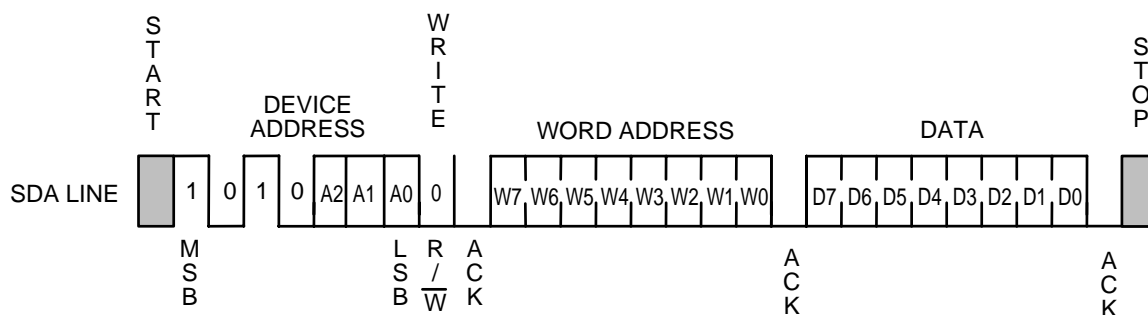 START
WRITE
STOP
DEVICE
ADDRESS
WORD ADDRESS
DATA
SDA LINE
1 0 1 0 A2 A1 A0 0 W7 W6 W5 W4 W3 W2 W1 W0 D7 D6 D5 D4 D3 D2 D1 D0
MSB
LSB
R/W̅
ACK
ACK
ACK